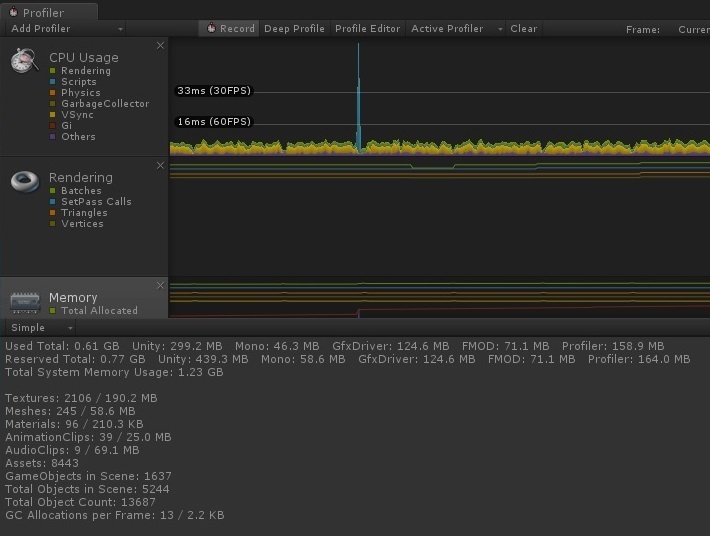 Profiler
Add Profiler Record Deep Profile Profile Editor Active Profiler Clear Frame: Curre
CPU Usage
Rendering
Scripts
Physics
GarbageCollector
VSync
Gi
Others
33ms (30FPS)
16ms (60FPS)
Rendering
Batches
SetPass Calls
Triangles
Vertices
Memory
Total Allocated
Simple
Used Total: 0.61 GB Unity: 299.2 MB Mono: 46.3 MB GfxDriver: 124.6 MB FMOD: 71.1 MB Profiler: 158.9 MB
Reserved Total: 0.77 GB Unity: 439.3 MB Mono: 58.6 MB GfxDriver: 124.6 MB FMOD: 71.1 MB Profiler: 164.0 MB
Total System Memory Usage: 1.23 GB
Textures: 2106 / 190.2 MB
Meshes: 245 / 58.6 MB
Materials: 96 / 210.3 KB
AnimationClips: 39 / 25.0 MB
AudioClips: 9 / 69.1 MB
Assets: 8443
GameObjects in Scene: 1637
Total Objects in Scene: 5244
Total Object Count: 13687
GC Allocations per Frame: 13 / 2.2 KB